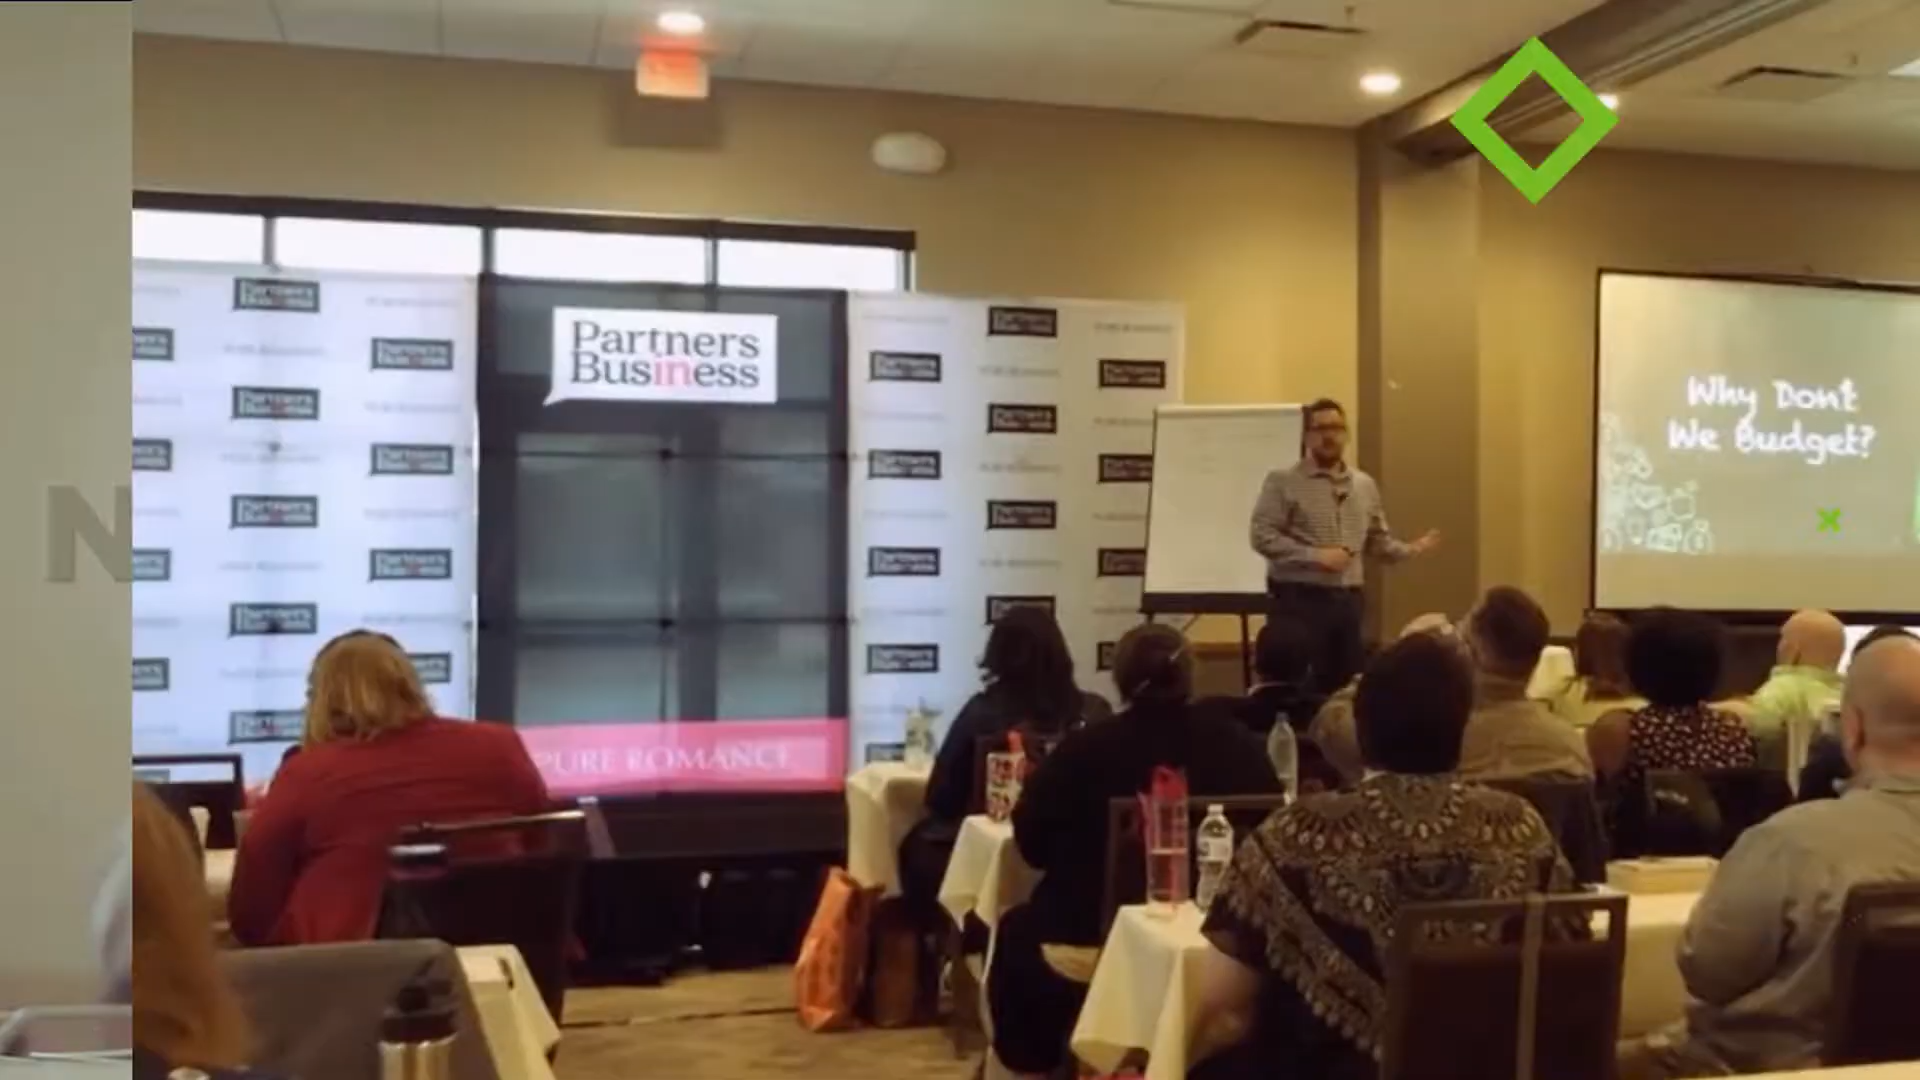 Partners
Business
PURE ROMANCE
Why Dont
We Budget?
N